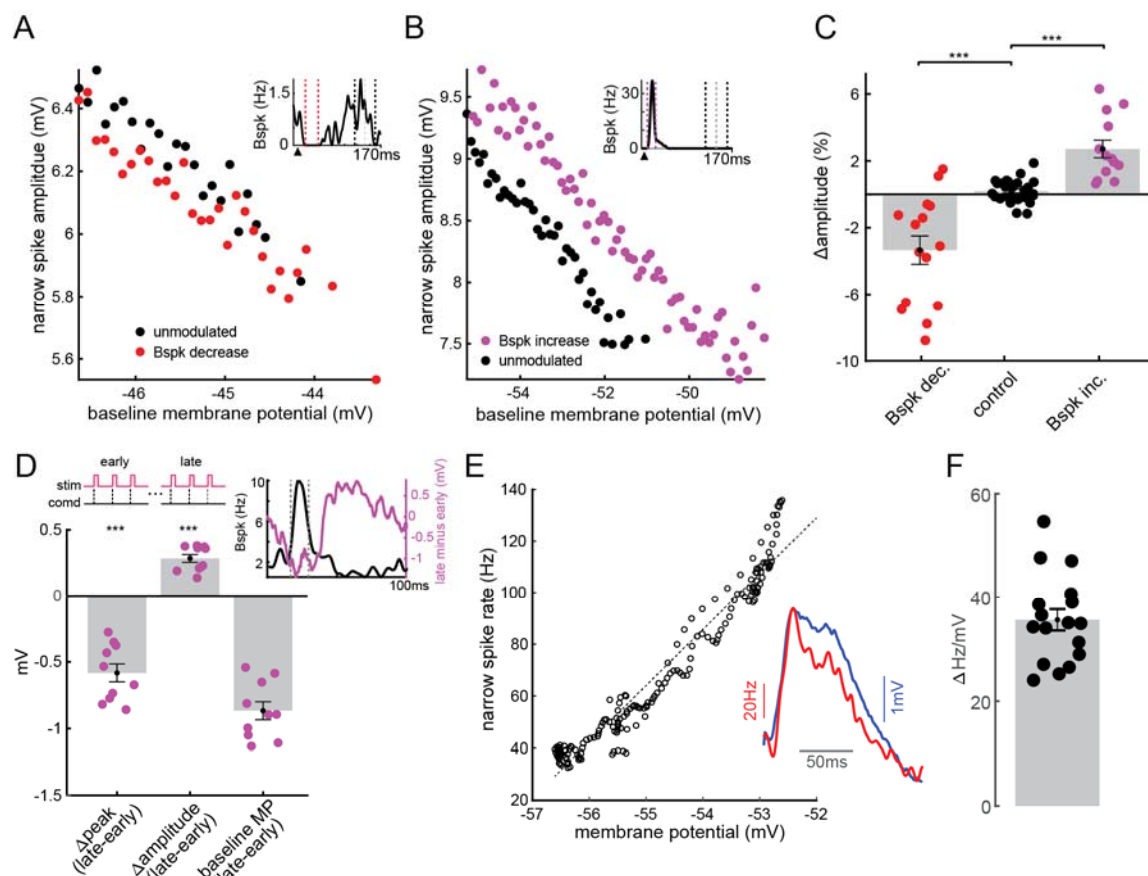 A
narrow spike amplitude (mV)
6.4
6.2
6
5.8
5.6
-46
-45
-44
baseline membrane potential (mV)
unmodulated
Bspk decrease
Bspk (Hz)
1
0
170ms
B
narrow spike amplitdue (mV)
9.5
9
8.5
8
7.5
-54
-52
-50
baseline membrane potential (mV)
Bspk increase
unmodulated
Bspk (Hz)
30
20
10
0
170ms
C
***
***
Δamplitude (%)
6
2
-2
-6
-10
Bspk dec.
control
Bspk inc.
D
early
late
stim
comd
...
***
***
mV
0.5
0
-0.5
-1
-1.5
Δpeak
(late-early)
Δamplitude
(late-early)
baseline MP
late-early)
Bspk (Hz)
10
6
2
late minus early (mV)
0.5
0
-1
100ms
E
narrow spike rate (Hz)
140
120
100
80
60
40
20
-57
-56
-55
-54
-53
-52
membrane potential (mV)
20Hz
1mV
50ms
F
ΔHz/mV
60
40
20
0